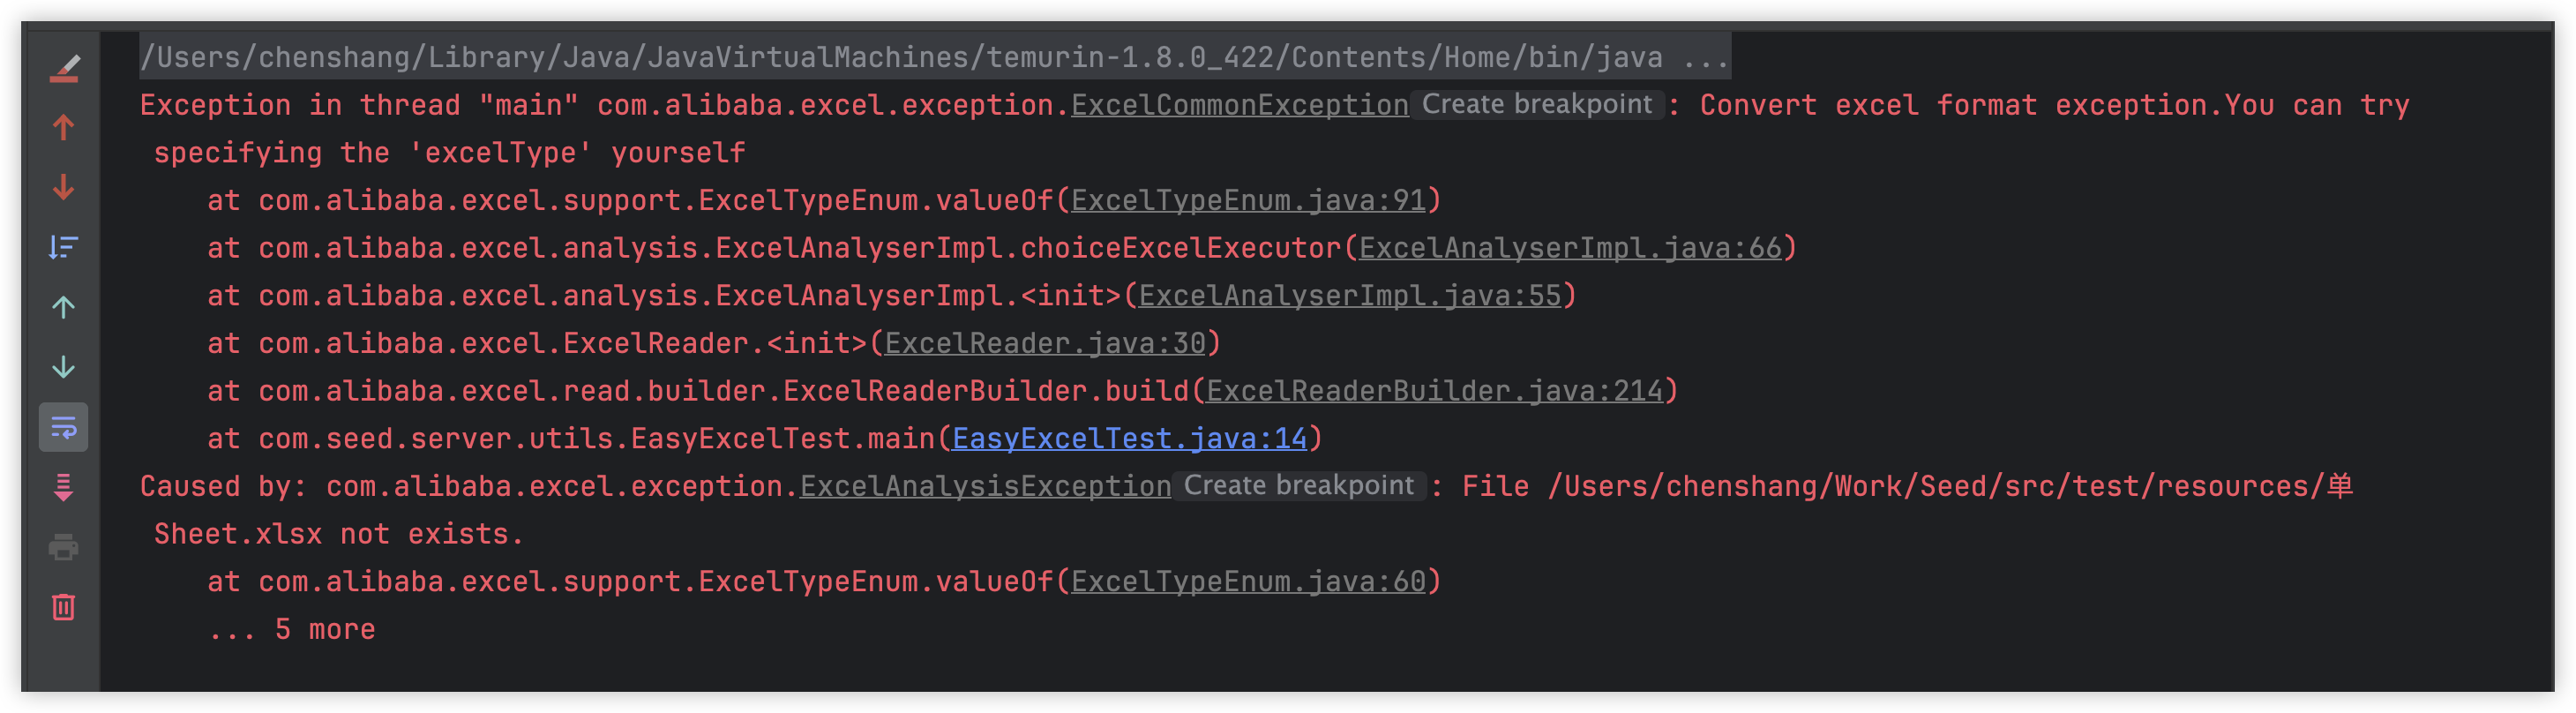 /Users/chenshang/Library/Java/JavaVirtualMachines/temurin-1.8.0_422/Contents/Home/bin/java ...
Exception in thread "main" com.alibaba.excel.exception.ExcelCommonException Create breakpoint : Convert excel format exception.You can try
specifying the 'excelType' yourself
at com.alibaba.excel.support.ExcelTypeEnum.valueOf(ExcelTypeEnum.java:91)
at com.alibaba.excel.analysis.ExcelAnalyserImpl.choiceExcelExecutor(ExcelAnalyserImpl.java:66)
at com.alibaba.excel.analysis.ExcelAnalyserImpl.<init>(ExcelAnalyserImpl.java:55)
at com.alibaba.excel.ExcelReader.<init>(ExcelReader.java:30)
at com.alibaba.excel.read.builder.ExcelReaderBuilder.build(ExcelReaderBuilder.java:214)
at com.seed.server.utils.EasyExcelTest.main(EasyExcelTest.java:14)
Caused by: com.alibaba.excel.exception.ExcelAnalysisException Create breakpoint : File /Users/chenshang/Work/Seed/src/test/resources/单
Sheet.xlsx not exists.
at com.alibaba.excel.support.ExcelTypeEnum.valueOf(ExcelTypeEnum.java:60)
... 5 more